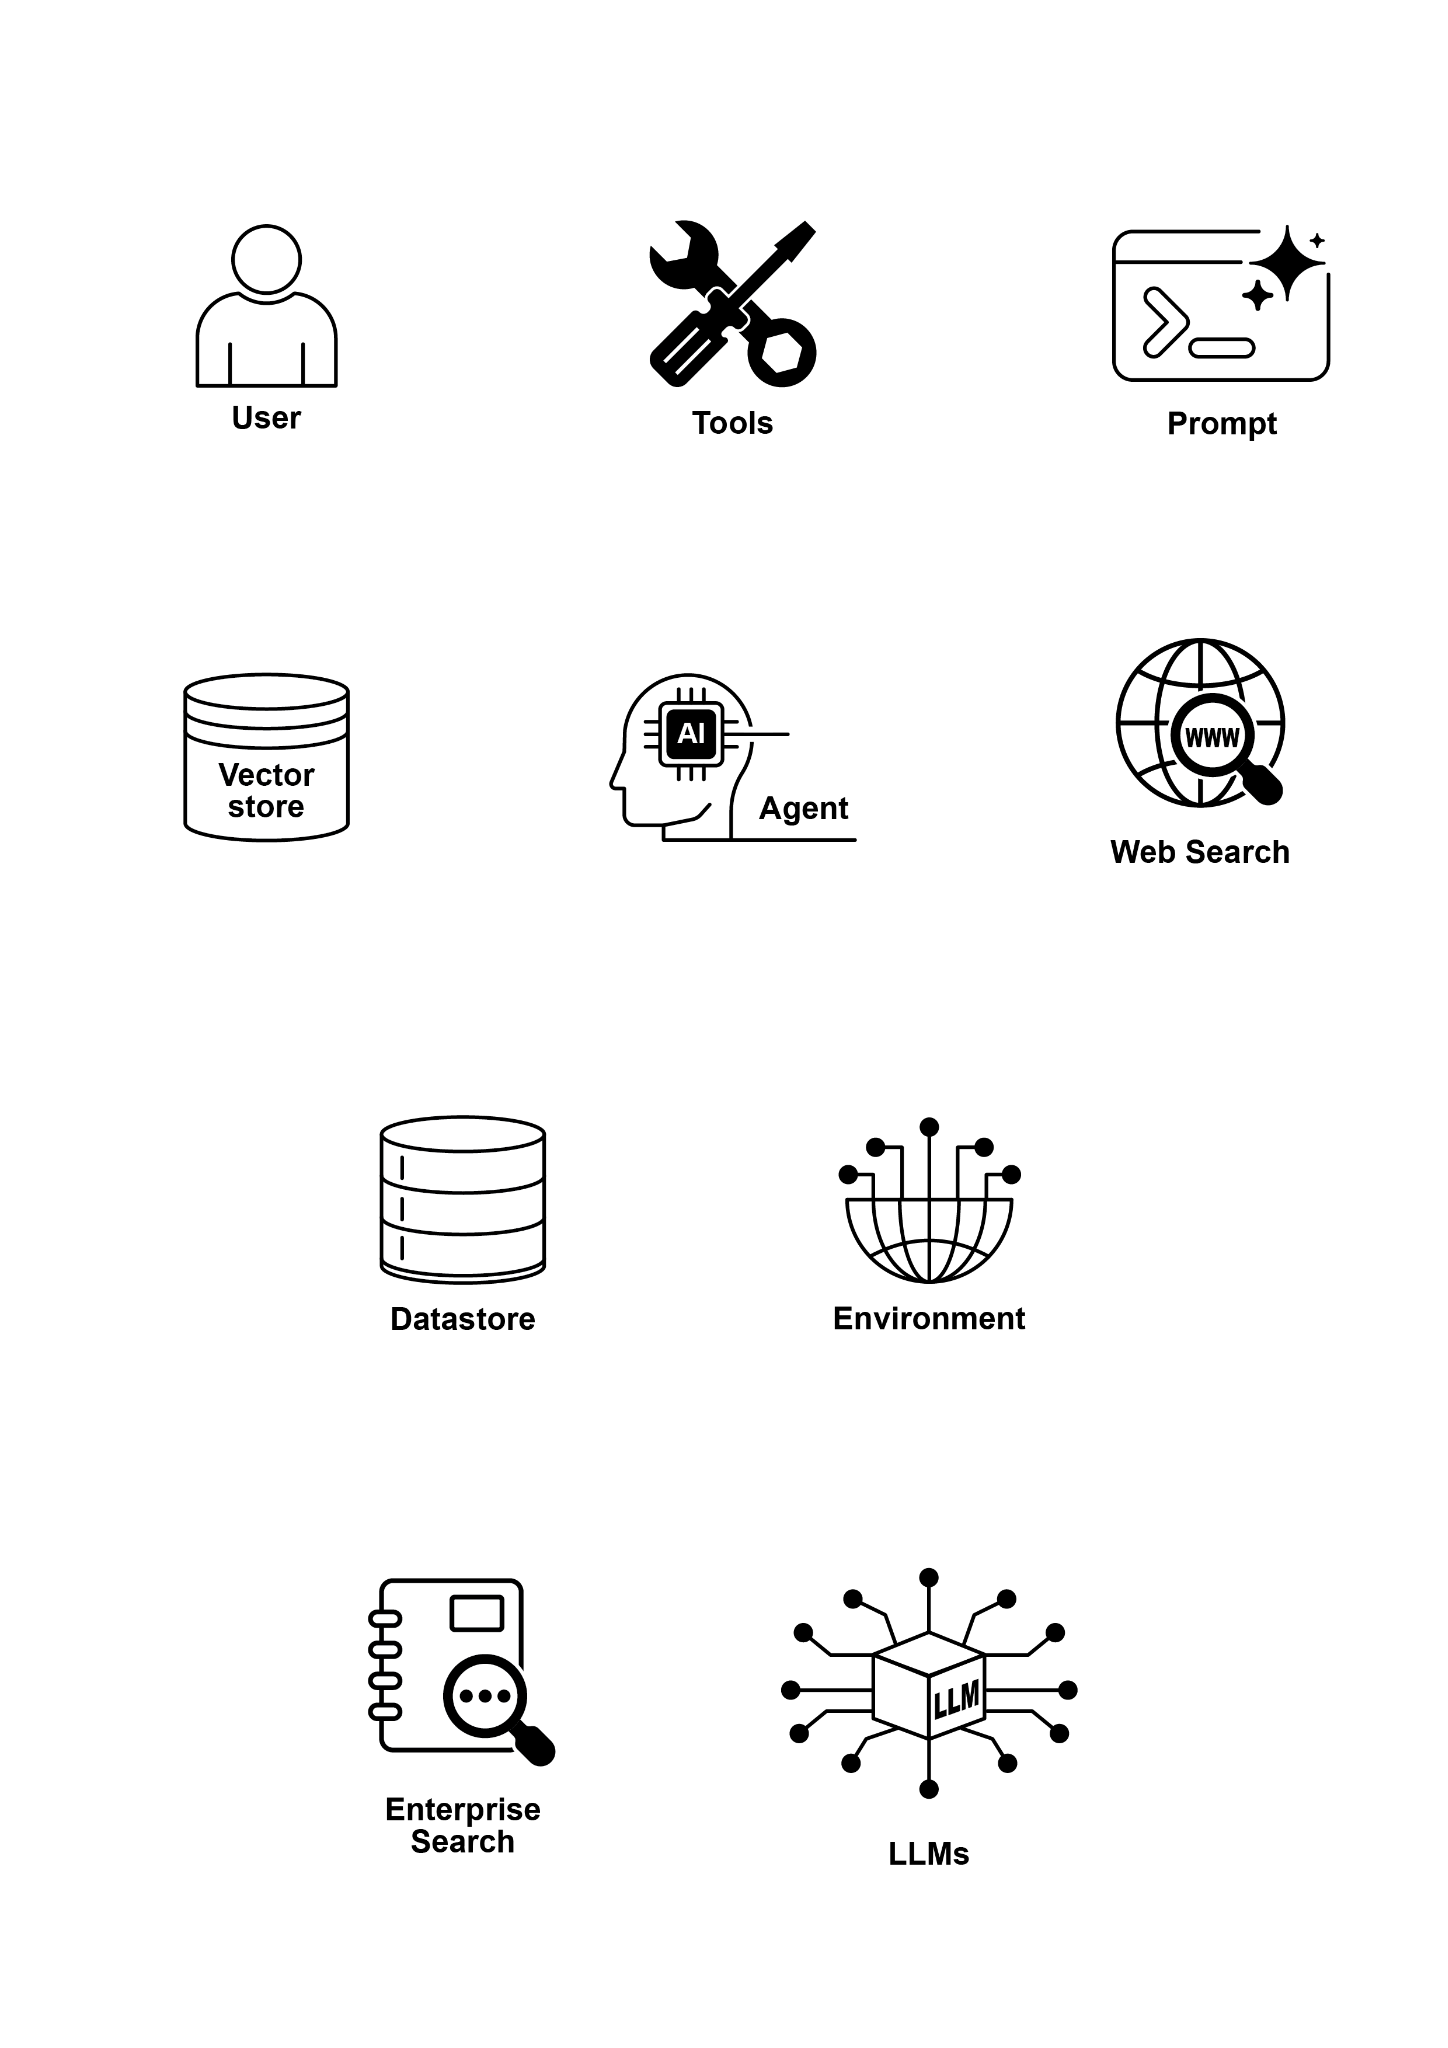 User
Tools
Prompt
Vector
store
AI
Agent
WWW
Web Search
Datastore
Environment
Enterprise
Search
LLM
LLMs